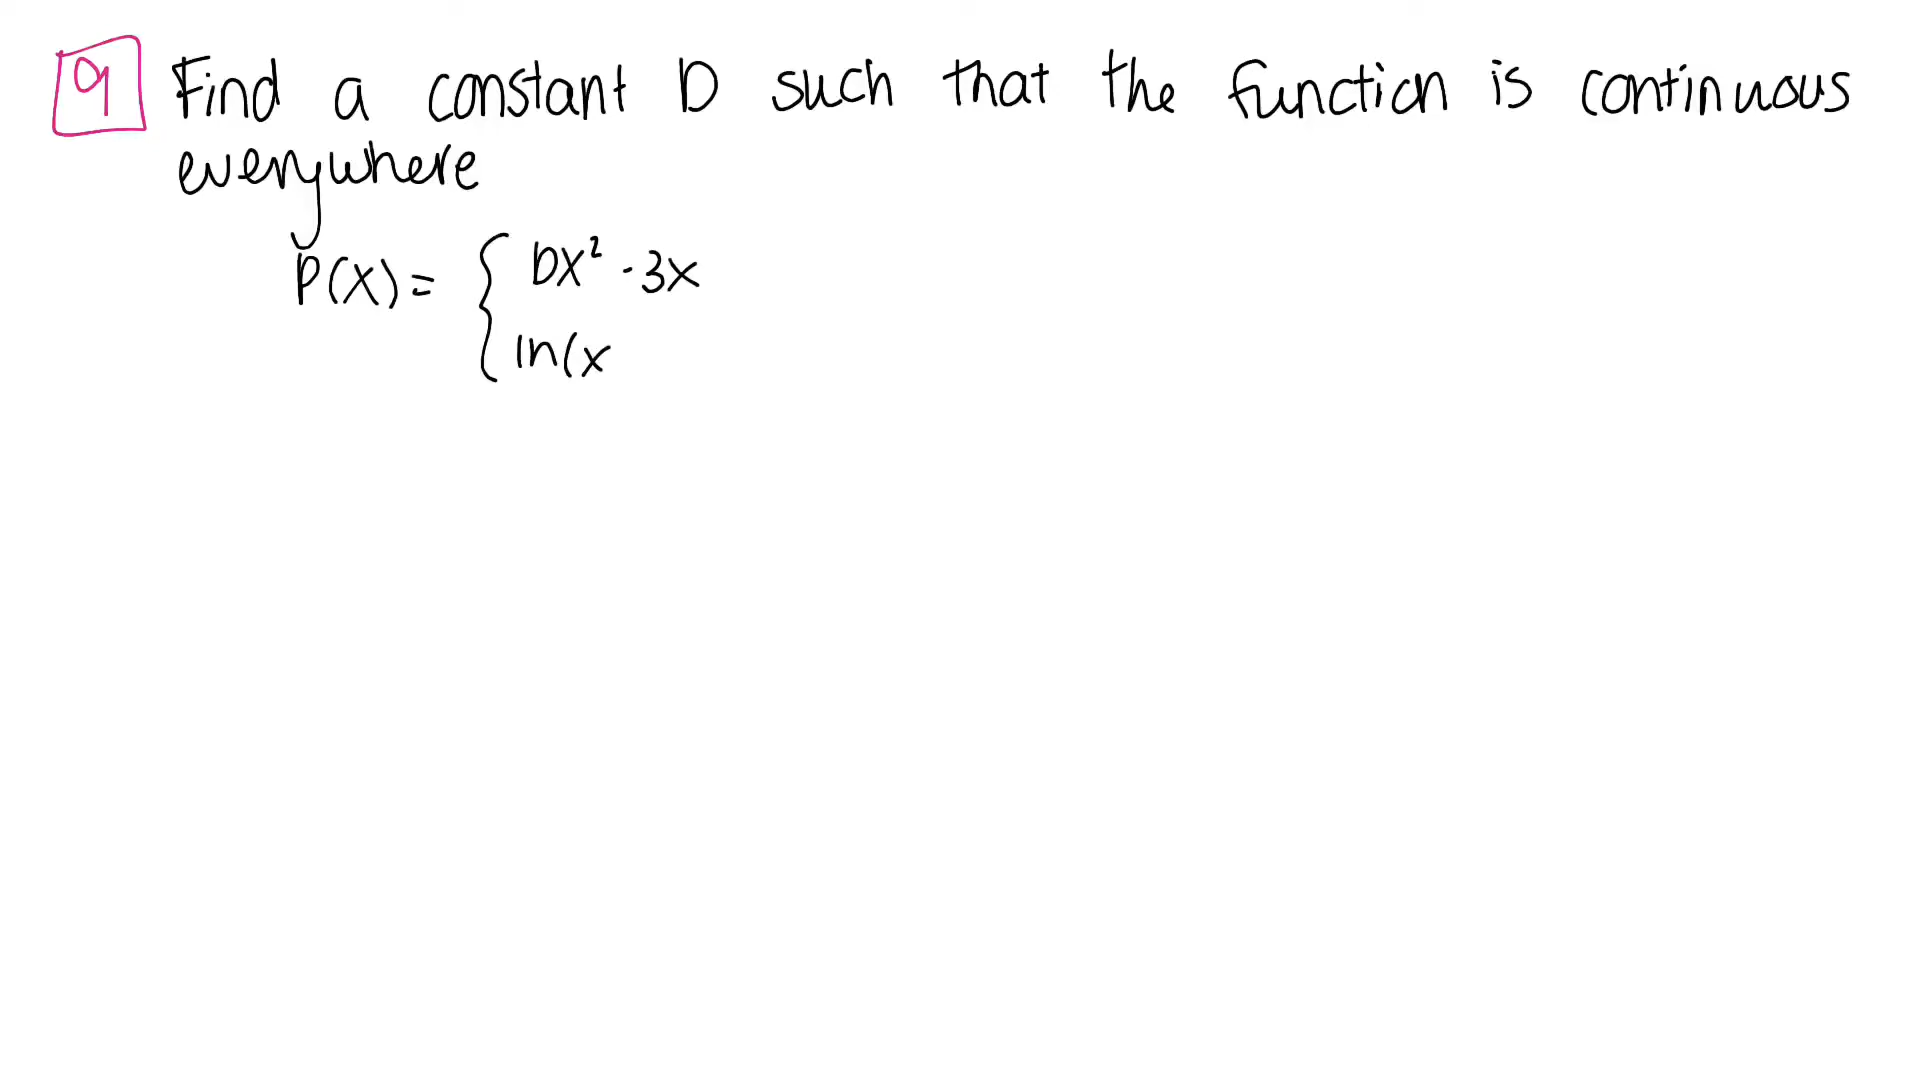 9 Find a constant D such that the function is continuous
everywhere
P(x) = { Dx² - 3x
ln(x